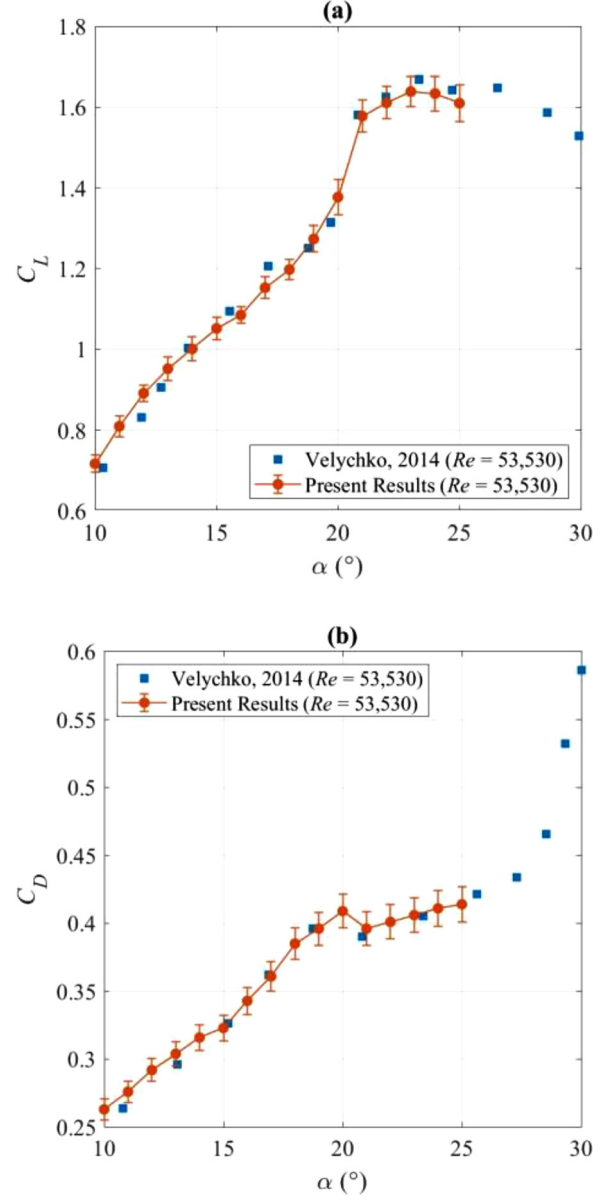 (a)
1.8
1.6
1.4
1.2
1
0.8
0.6
C_L
Velychko, 2014 (Re = 53,530)
Present Results (Re = 53,530)
10 15 20 25 30
α (°)
(b)
0.6
0.55
0.5
0.45
0.4
0.35
0.3
0.25
C_D
Velychko, 2014 (Re = 53,530)
Present Results (Re = 53,530)
10 15 20 25 30
α (°)